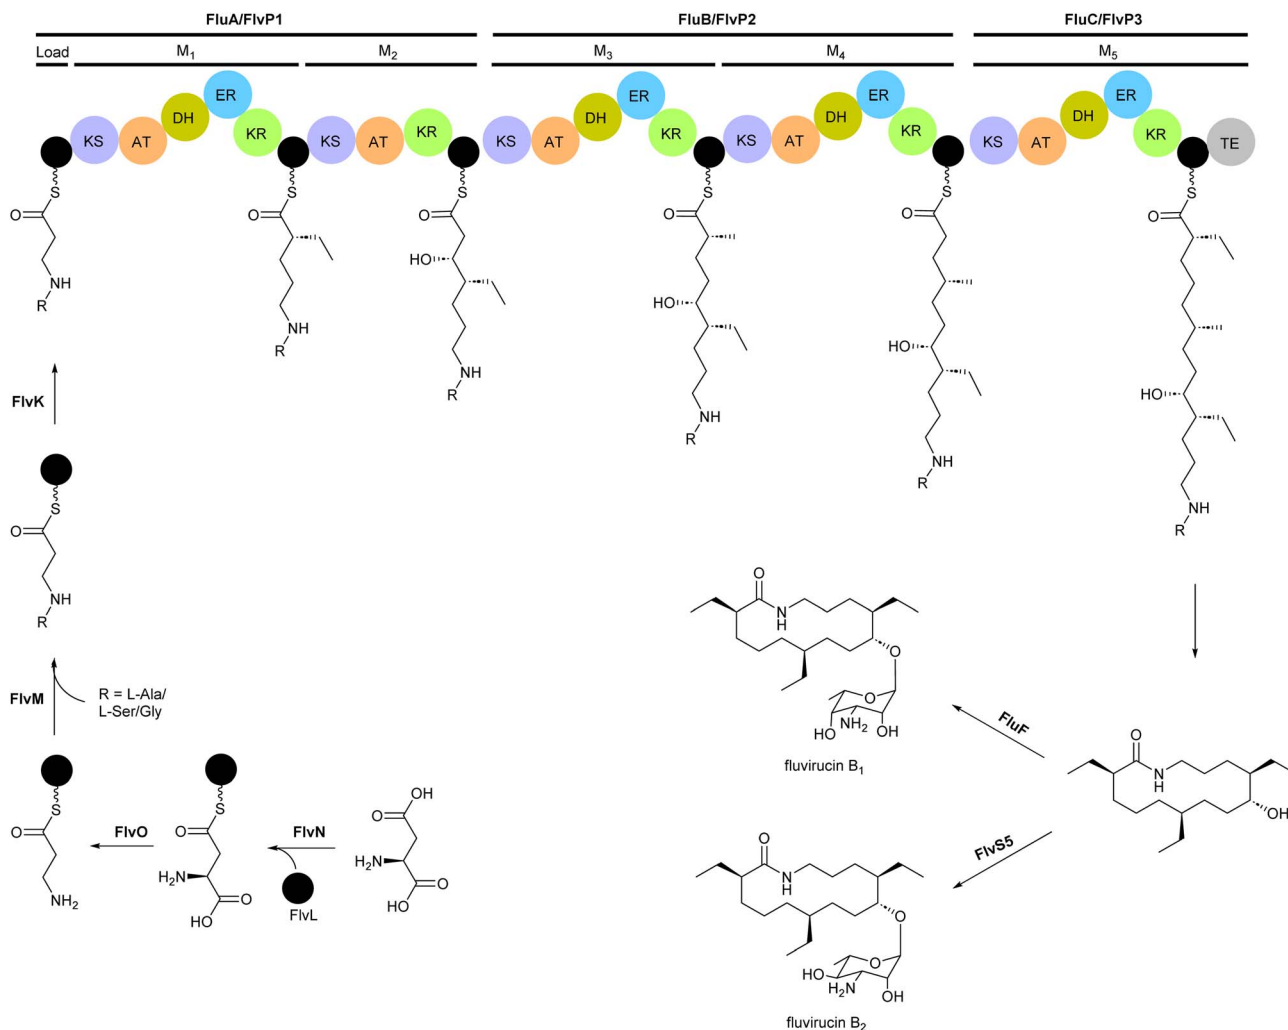 FluA/FlvP1 FluB/FlvP2 FluC/FlvP3
Load M1 M2 M3 M4 M5
KS AT DH ER KR KS AT KR KS AT DH ER KR KS AT DH ER KR KS AT DH ER KR TE
S S S S S S
O O O O O O
HO
HO
NH
R
HO
NH
R
NH
R
HO
NH
R
NH
R
NH
R
FlvK
S
O
NH
R
FlvM
R = L-Ala/
L-Ser/Gly
S
O
NH2
FlvO
S
O
H2N
O
HO
FlvN
FlvL
OH
O
H2N
O
HO
O
N
H
O
O
HO
NH2
OH
fluvirucin B1
FluF
O
N
H
OH
FlvS5
O
N
H
O
O
HO
H2N
OH
fluvirucin B2